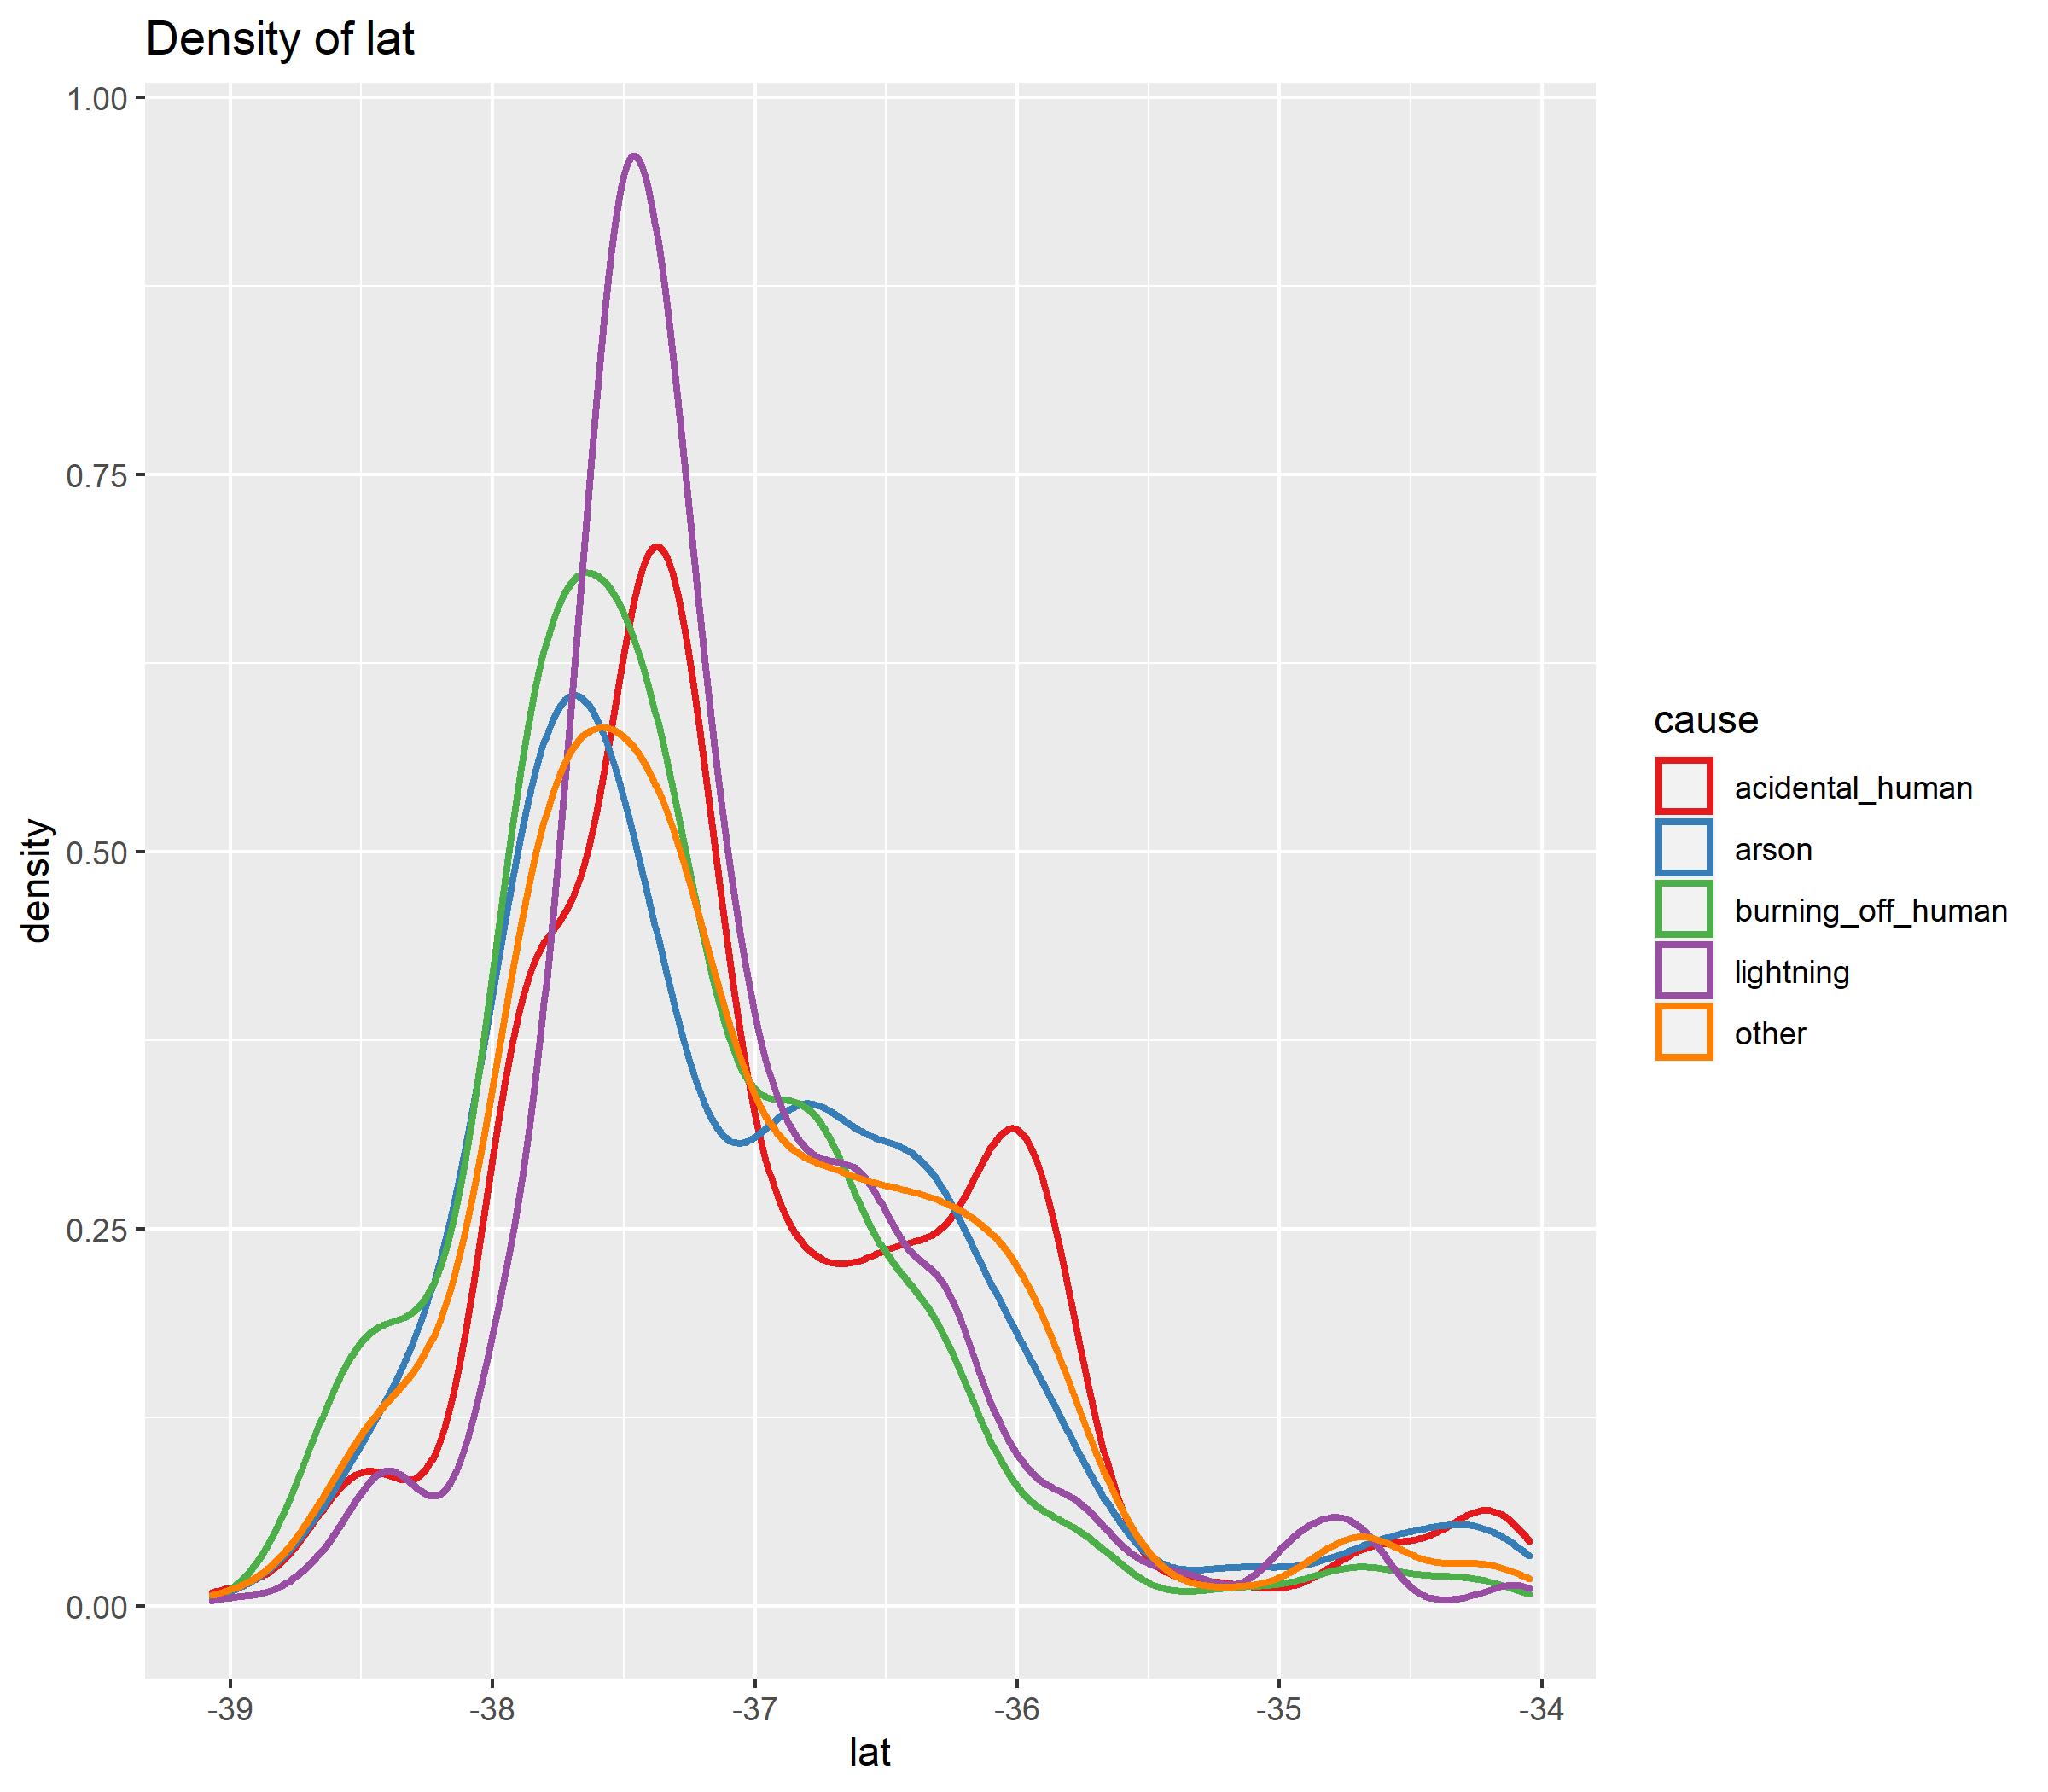 Density of lat
1.00
0.75
0.50
0.25
0.00
density
-39 -38 -37 -36 -35 -34
lat
cause
acidental_human
arson
burning_off_human
lightning
other